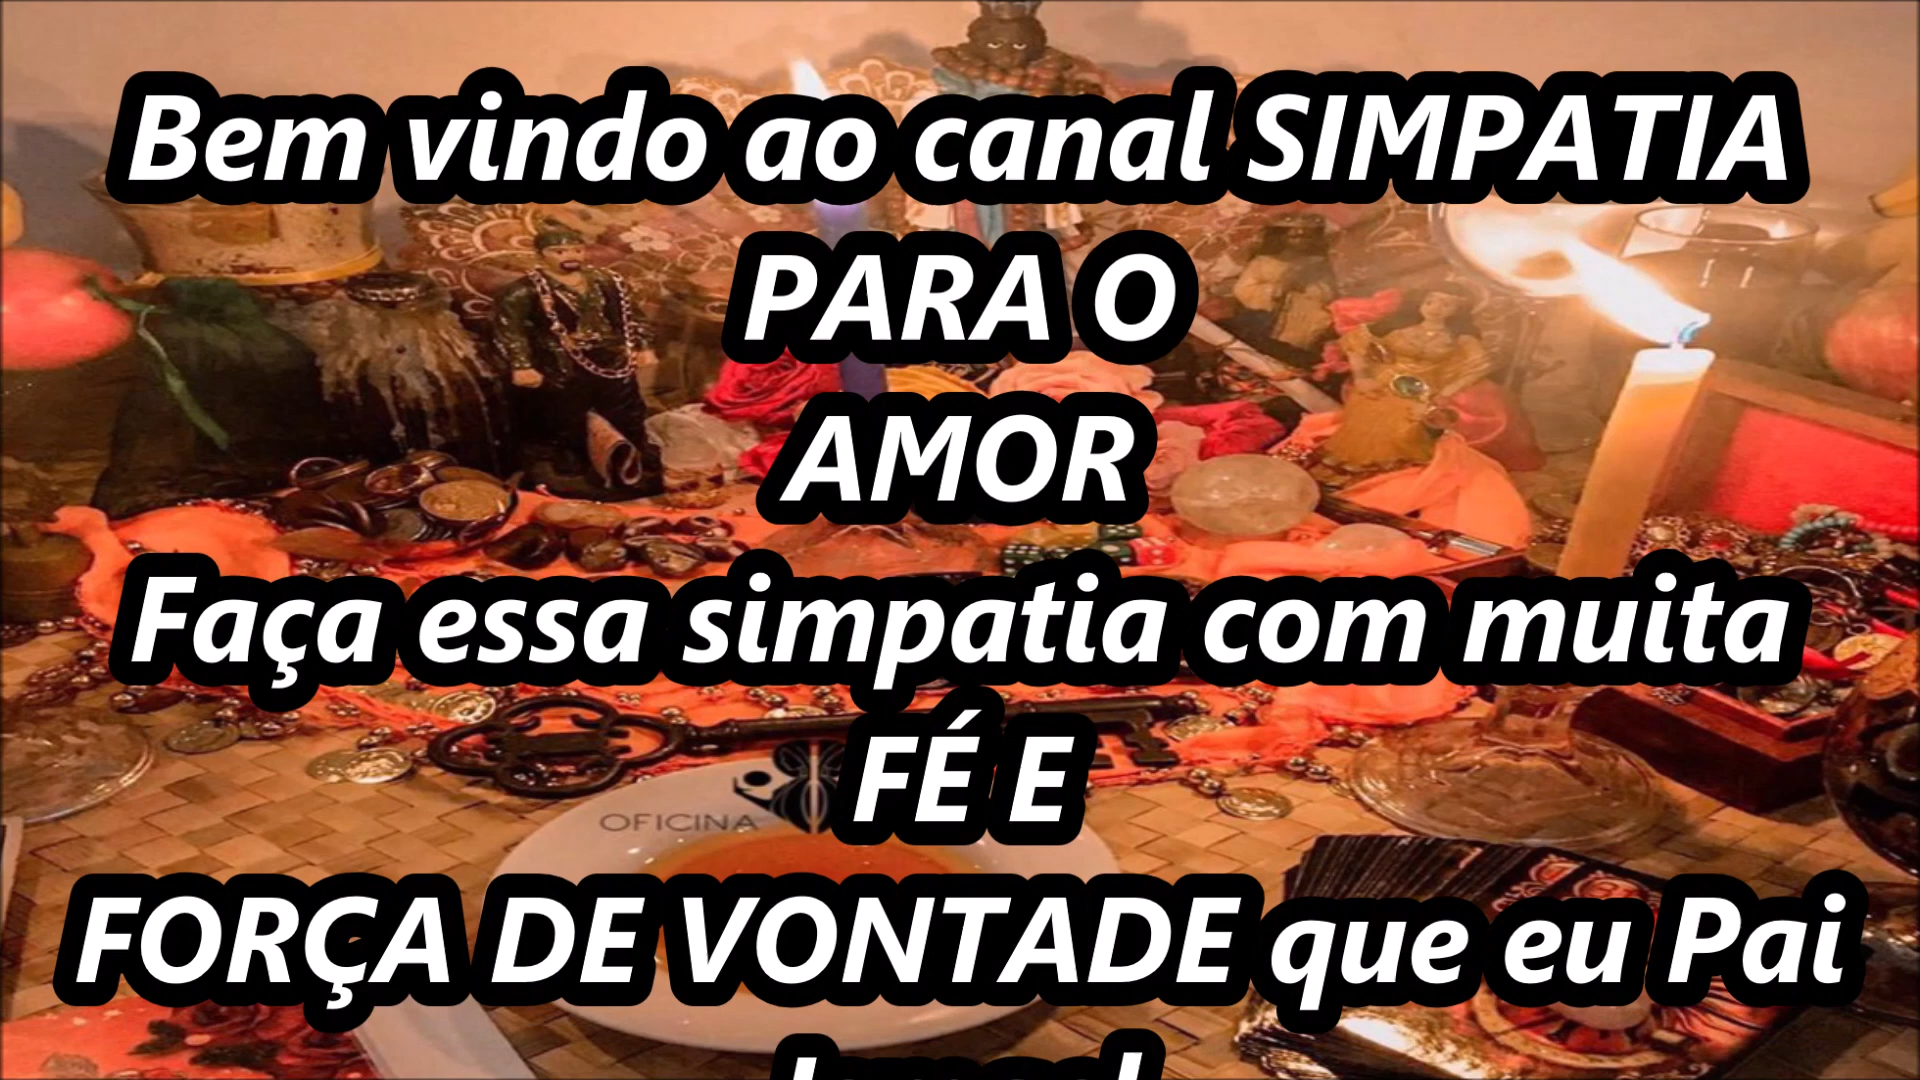 Bem vindo ao canal SIMPATIA
PARA O
AMOR
Faça essa simpatia com muita
FÉ E
OFICINA
FORÇA DE VONTADE que eu Pai